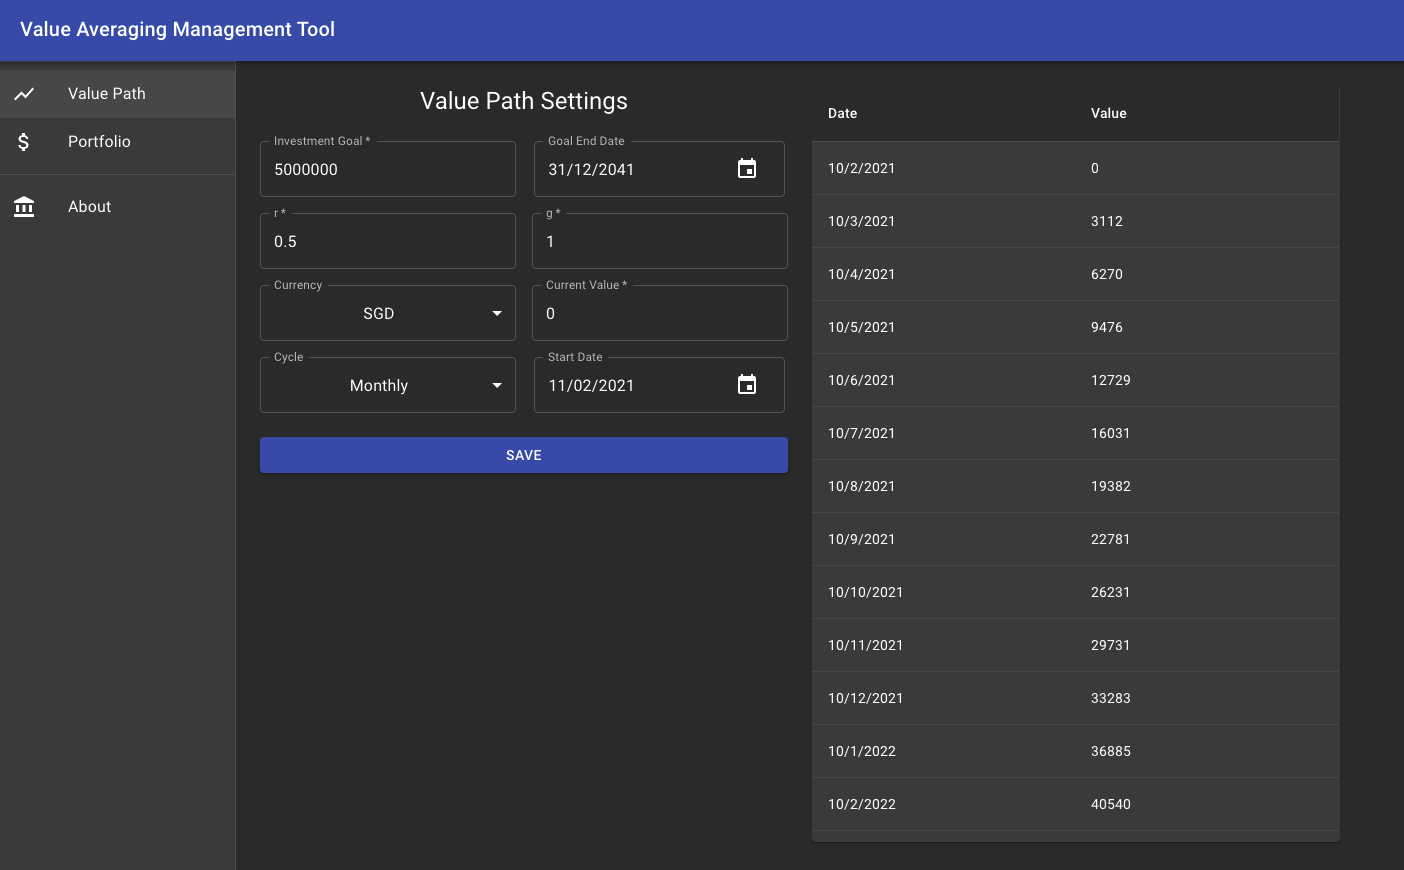 Value Averaging Management Tool
Value Path
Portfolio
About
Value Path Settings
Investment Goal *
5000000
Goal End Date
31/12/2041
r *
0.5
g *
1
Currency
SGD
Current Value *
0
Cycle
Monthly
Start Date
11/02/2021
SAVE
Date Value
10/2/2021 0
10/3/2021 3112
10/4/2021 6270
10/5/2021 9476
10/6/2021 12729
10/7/2021 16031
10/8/2021 19382
10/9/2021 22781
10/10/2021 26231
10/11/2021 29731
10/12/2021 33283
10/1/2022 36885
10/2/2022 40540